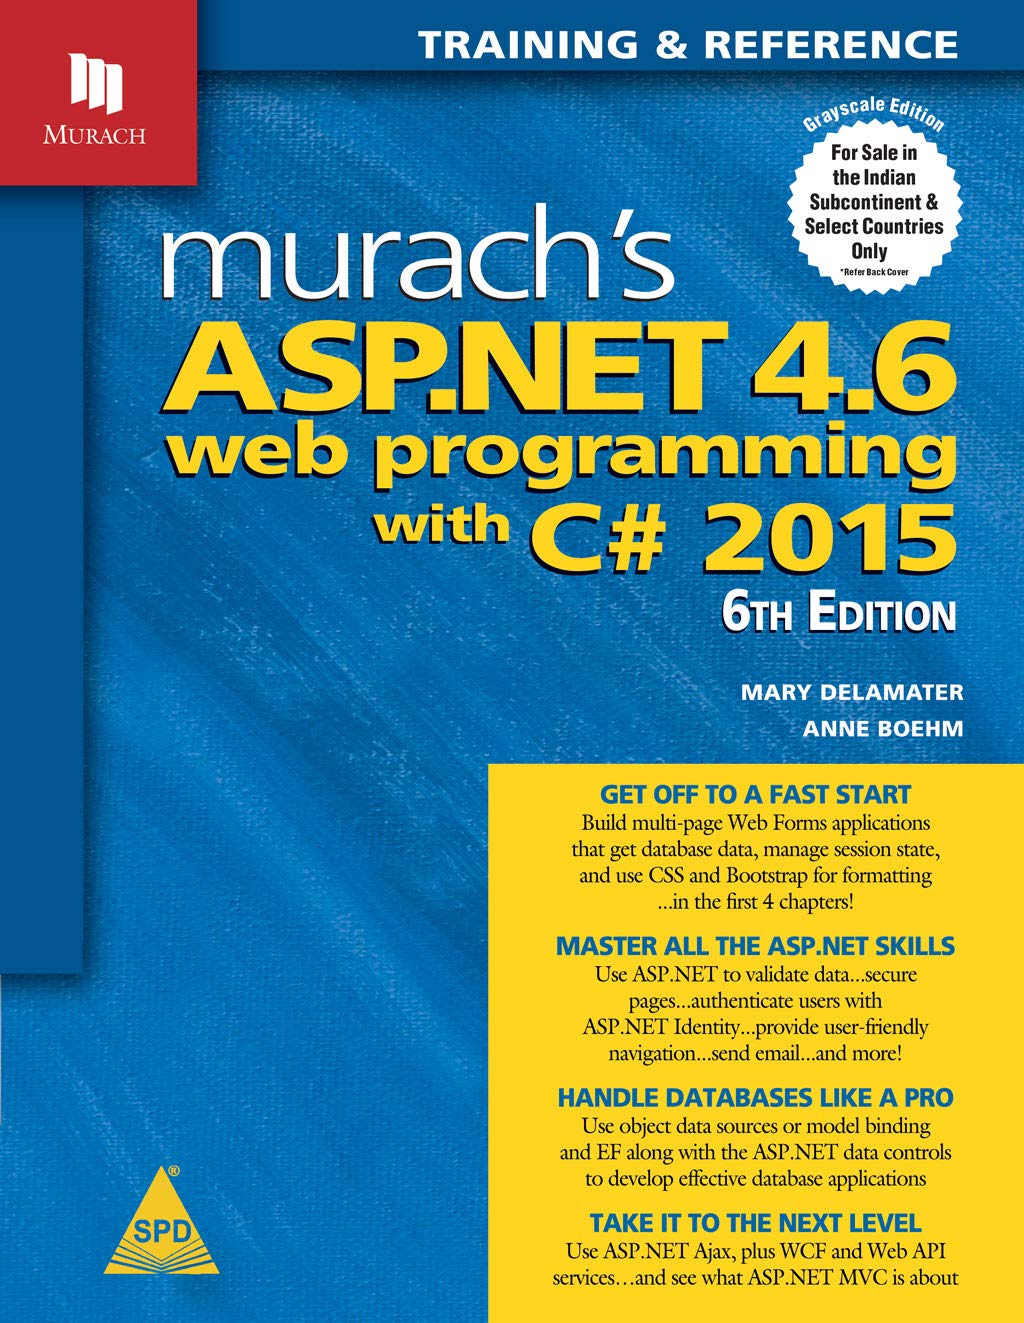 TRAINING & REFERENCE
MURACH
Grayscale Edition
For Sale in
the Indian
Subcontinent &
Select Countries
Only
*Refer Back Cover
murach's
ASP.NET 4.6
web programming
with C# 2015
6TH EDITION
MARY DELAMATER
ANNE BOEHM
GET OFF TO A FAST START
Build multi-page Web Forms applications
that get database data, manage session state,
and use CSS and Bootstrap for formatting
...in the first 4 chapters!
MASTER ALL THE ASP.NET SKILLS
Use ASP.NET to validate data...secure
pages...authenticate users with
ASP.NET Identity...provide user-friendly
navigation...send email...and more!
HANDLE DATABASES LIKE A PRO
Use object data sources or model binding
and EF along with the ASP.NET data controls
to develop effective database applications
TAKE IT TO THE NEXT LEVEL
Use ASP.NET Ajax, plus WCF and Web API
services…and see what ASP.NET MVC is about
®
SPD